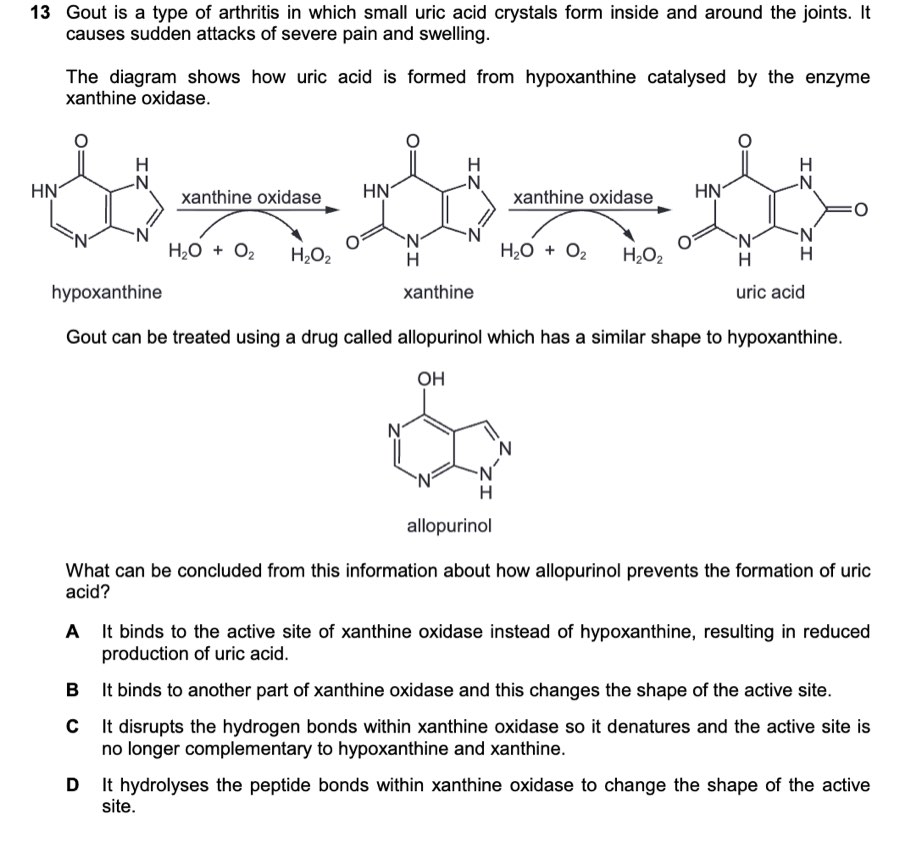 13 Gout is a type of arthritis in which small uric acid crystals form inside and around the joints. It
causes sudden attacks of severe pain and swelling.
The diagram shows how uric acid is formed from hypoxanthine catalysed by the enzyme
xanthine oxidase.
O
H
N
HN
N
N
xanthine oxidase
H₂O + O₂
H₂O₂
O
H
N
HN
O
N
H
N
xanthine oxidase
H₂O + O₂
H₂O₂
O
H
N
HN
O
O
N
H
N
H
hypoxanthine
xanthine
uric acid
Gout can be treated using a drug called allopurinol which has a similar shape to hypoxanthine.
OH
N
N
N
N
H
allopurinol
What can be concluded from this information about how allopurinol prevents the formation of uric
acid?
A It binds to the active site of xanthine oxidase instead of hypoxanthine, resulting in reduced
production of uric acid.
B It binds to another part of xanthine oxidase and this changes the shape of the active site.
C It disrupts the hydrogen bonds within xanthine oxidase so it denatures and the active site is
no longer complementary to hypoxanthine and xanthine.
D It hydrolyses the peptide bonds within xanthine oxidase to change the shape of the active
site.